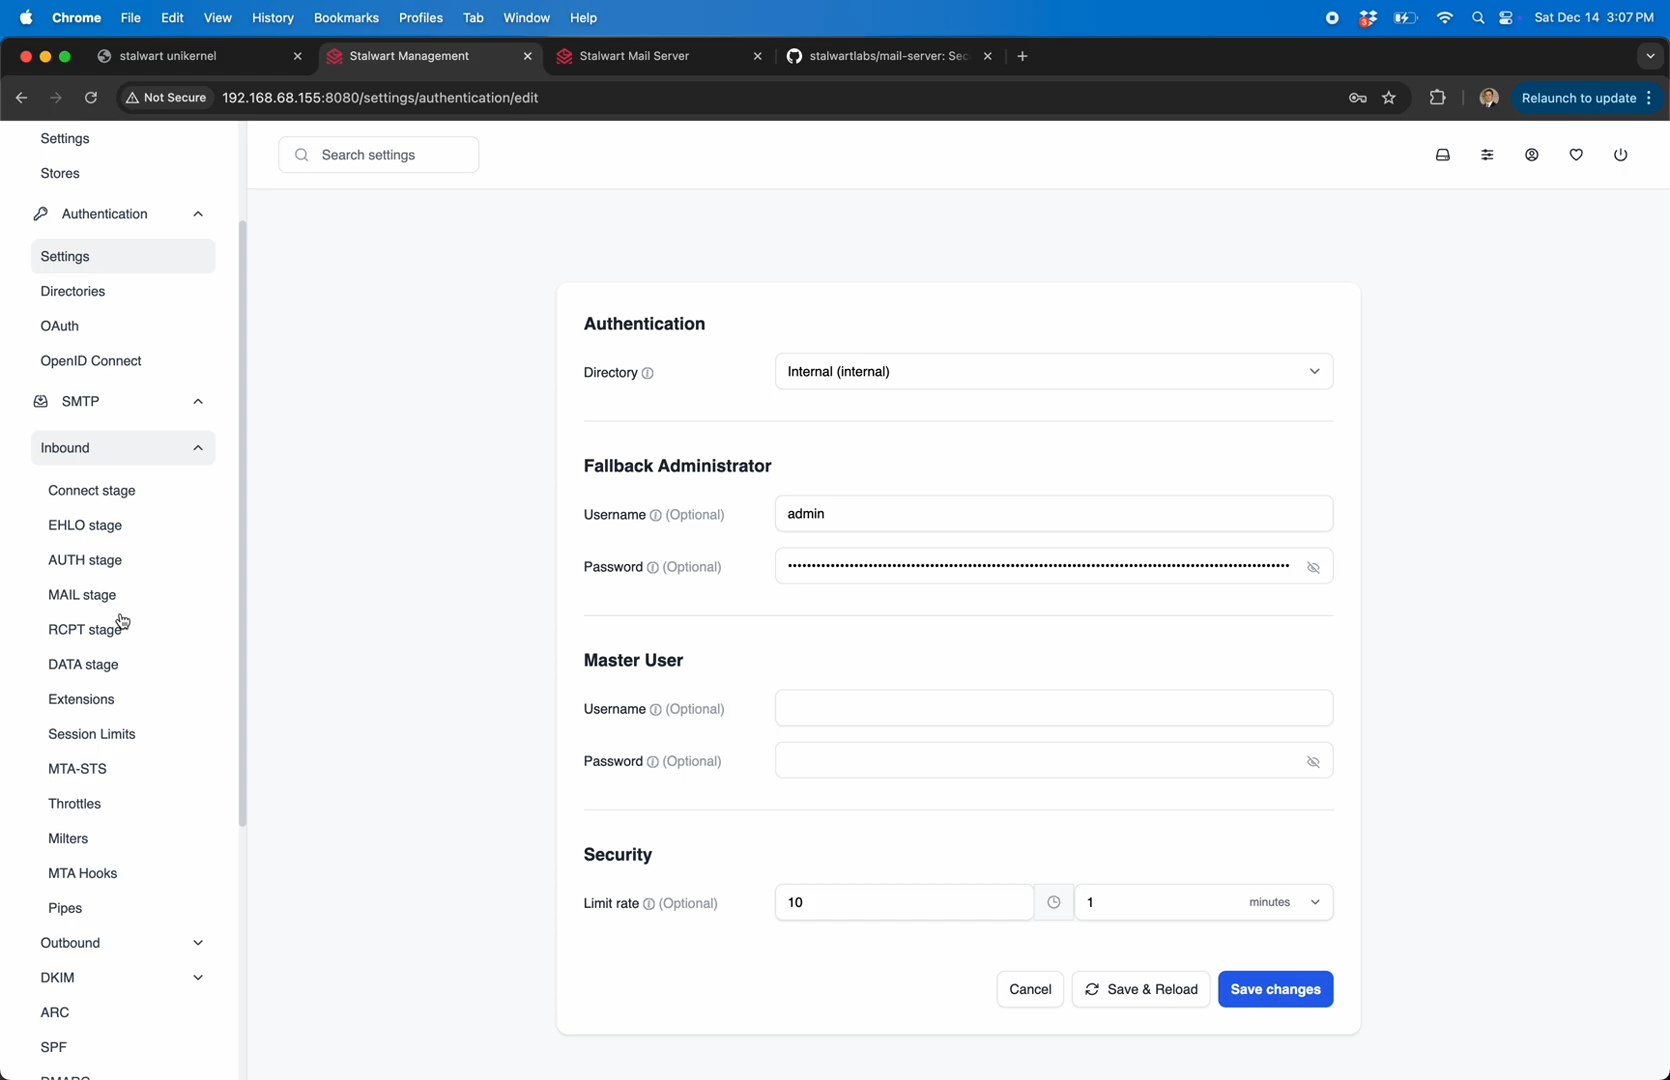 Chrome File Edit View History Bookmarks Profiles Tab Window Help
3
Sat Dec 14 3:07 PM
stalwart unikernel
Stalwart Management
Stalwart Mail Server
stalwartlabs/mail-server: Sec
Not Secure
192.168.68.155:8080/settings/authentication/edit
Relaunch to update
Settings
Stores
Authentication
Settings
Directories
OAuth
OpenID Connect
SMTP
Inbound
Connect stage
EHLO stage
AUTH stage
MAIL stage
RCPT stage
DATA stage
Extensions
Session Limits
MTA-STS
Throttles
Milters
MTA Hooks
Pipes
Outbound
DKIM
ARC
SPF
DMARC
Search settings
Authentication
Directory
Internal (internal)
Fallback Administrator
Username (Optional)
admin
Password (Optional)
Master User
Username (Optional)
Password (Optional)
Security
Limit rate (Optional)
10
1 minutes
Cancel
Save & Reload
Save changes